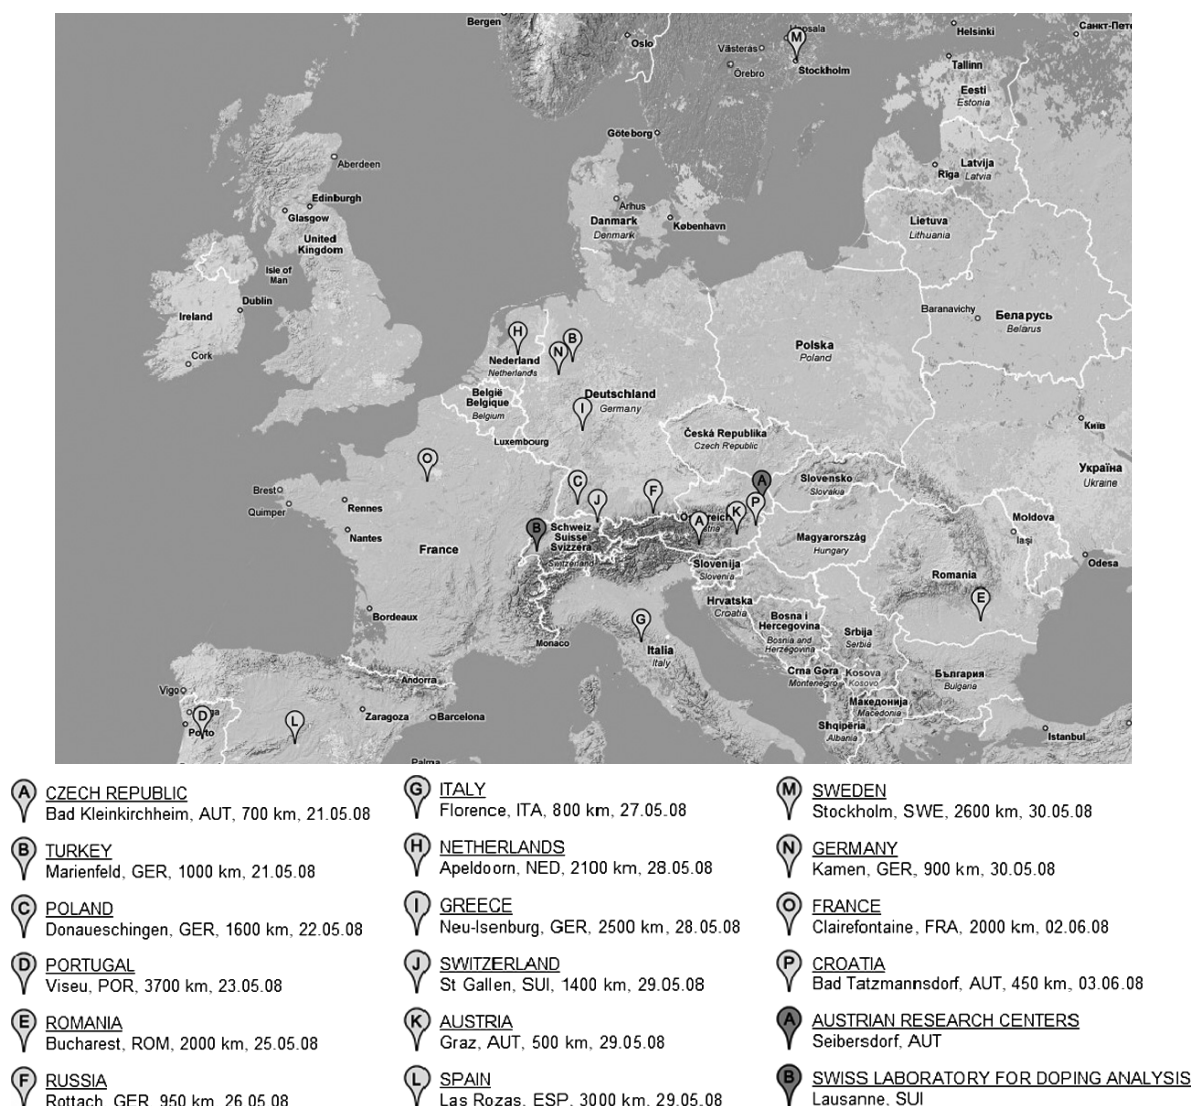 Bergen
Oslo
Uppsala
M
Västerås
Örebro
Stockholm
Helsinki
Tallinn
Eesti
Estonia
Göteborg
Aberdeen
Latvija
Rīga
Latvia
Edinburgh
Glasgow
Århus
Danmark
Denmark
København
Lietuva
Lithuania
United
Kingdom
Isle of
Man
Dublin
Ireland
Cork
Baranavichy
Беларусь
Belarus
H
B
N
Nederland
Netherlands
Polska
Poland
België
Belgique
Belgium
Deutschland
Germany
I
Luxembourg
Česká Republika
Czech Republic
Київ
Україна
Ukraine
O
Brest
Quimper
Rennes
Nantes
C
J
F
A
P
K
A
Slovensko
Slovakia
B
Schweiz
Suisse
Svizzera
Switzerland
France
Magyarország
Hungary
Moldova
Iaşi
Odesa
Slovenija
Slovenia
Romania
E
Hrvatska
Croatia
Bordeaux
G
Bosna i
Hercegovina
Bosnia and
Herzegovina
Srbija
Serbia
Monaco
Italia
Italy
Andorra
Crna Gora
Montenegro
Kosova
Kosovo
България
Bulgaria
Vigo
D
Porto
L
Zaragoza
Barcelona
Македонија
Macedonia
Shqipëria
Albania
Istanbul
Palma
A CZECH REPUBLIC
Bad Kleinkirchheim, AUT, 700 km, 21.05.08
B TURKEY
Marienfeld, GER, 1000 km, 21.05.08
C POLAND
Donaueschingen, GER, 1600 km, 22.05.08
D PORTUGAL
Viseu, POR, 3700 km, 23.05.08
E ROMANIA
Bucharest, ROM, 2000 km, 25.05.08
F RUSSIA
Rottach, GER, 950 km, 26.05.08
G ITALY
Florence, ITA, 800 km, 27.05.08
H NETHERLANDS
Apeldoorn, NED, 2100 km, 28.05.08
I GREECE
Neu-Isenburg, GER, 2500 km, 28.05.08
J SWITZERLAND
St Gallen, SUI, 1400 km, 29.05.08
K AUSTRIA
Graz, AUT, 500 km, 29.05.08
L SPAIN
Las Rozas, ESP, 3000 km, 29.05.08
M SWEDEN
Stockholm, SWE, 2600 km, 30.05.08
N GERMANY
Kamen, GER, 900 km, 30.05.08
O FRANCE
Clairefontaine, FRA, 2000 km, 02.06.08
P CROATIA
Bad Tatzmannsdorf, AUT, 450 km, 03.06.08
A AUSTRIAN RESEARCH CENTERS
Seibersdorf, AUT
B SWISS LABORATORY FOR DOPING ANALYSIS
Lausanne, SUI